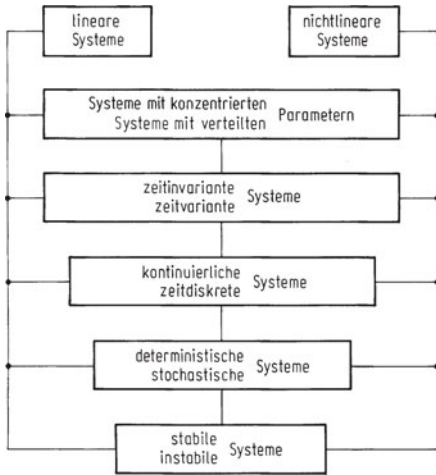 lineare
Systeme
nichtlineare
Systeme
Systeme mit konzentrierten
Systeme mit verteilten
Parametern
zeitinvariante
zeitvariante
Systeme
kontinuierliche
zeitdiskrete
Systeme
deterministische
stochastische
Systeme
stabile
instabile
Systeme